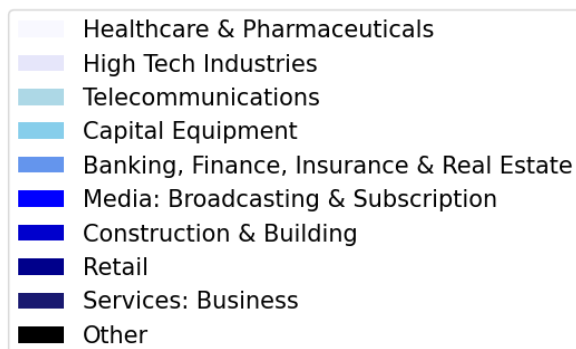 Healthcare & Pharmaceuticals
High Tech Industries
Telecommunications
Capital Equipment
Banking, Finance, Insurance & Real Estate
Media: Broadcasting & Subscription
Construction & Building
Retail
Services: Business
Other